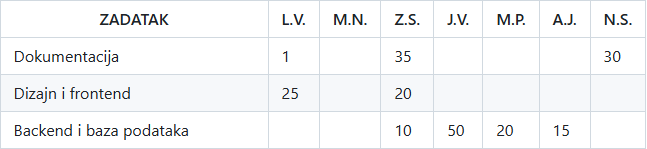 ZADATAK L.V. M.N. Z.S. J.V. M.P. A.J. N.S.
Dokumentacija 1 35 30
Dizajn i frontend 25 20
Backend i baza podataka 10 50 20 15